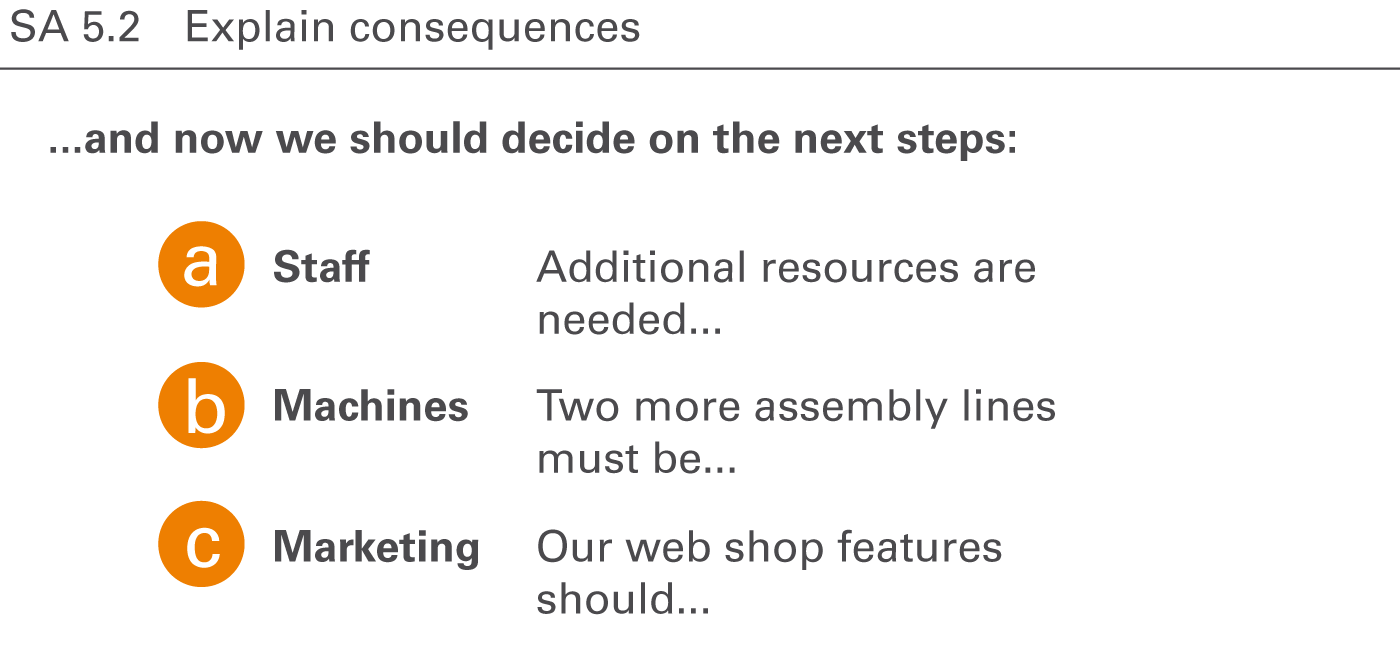 SA 5.2 Explain consequences
...and now we should decide on the next steps:
a Staff Additional resources are
needed...
b Machines Two more assembly lines
must be...
c Marketing Our web shop features
should...